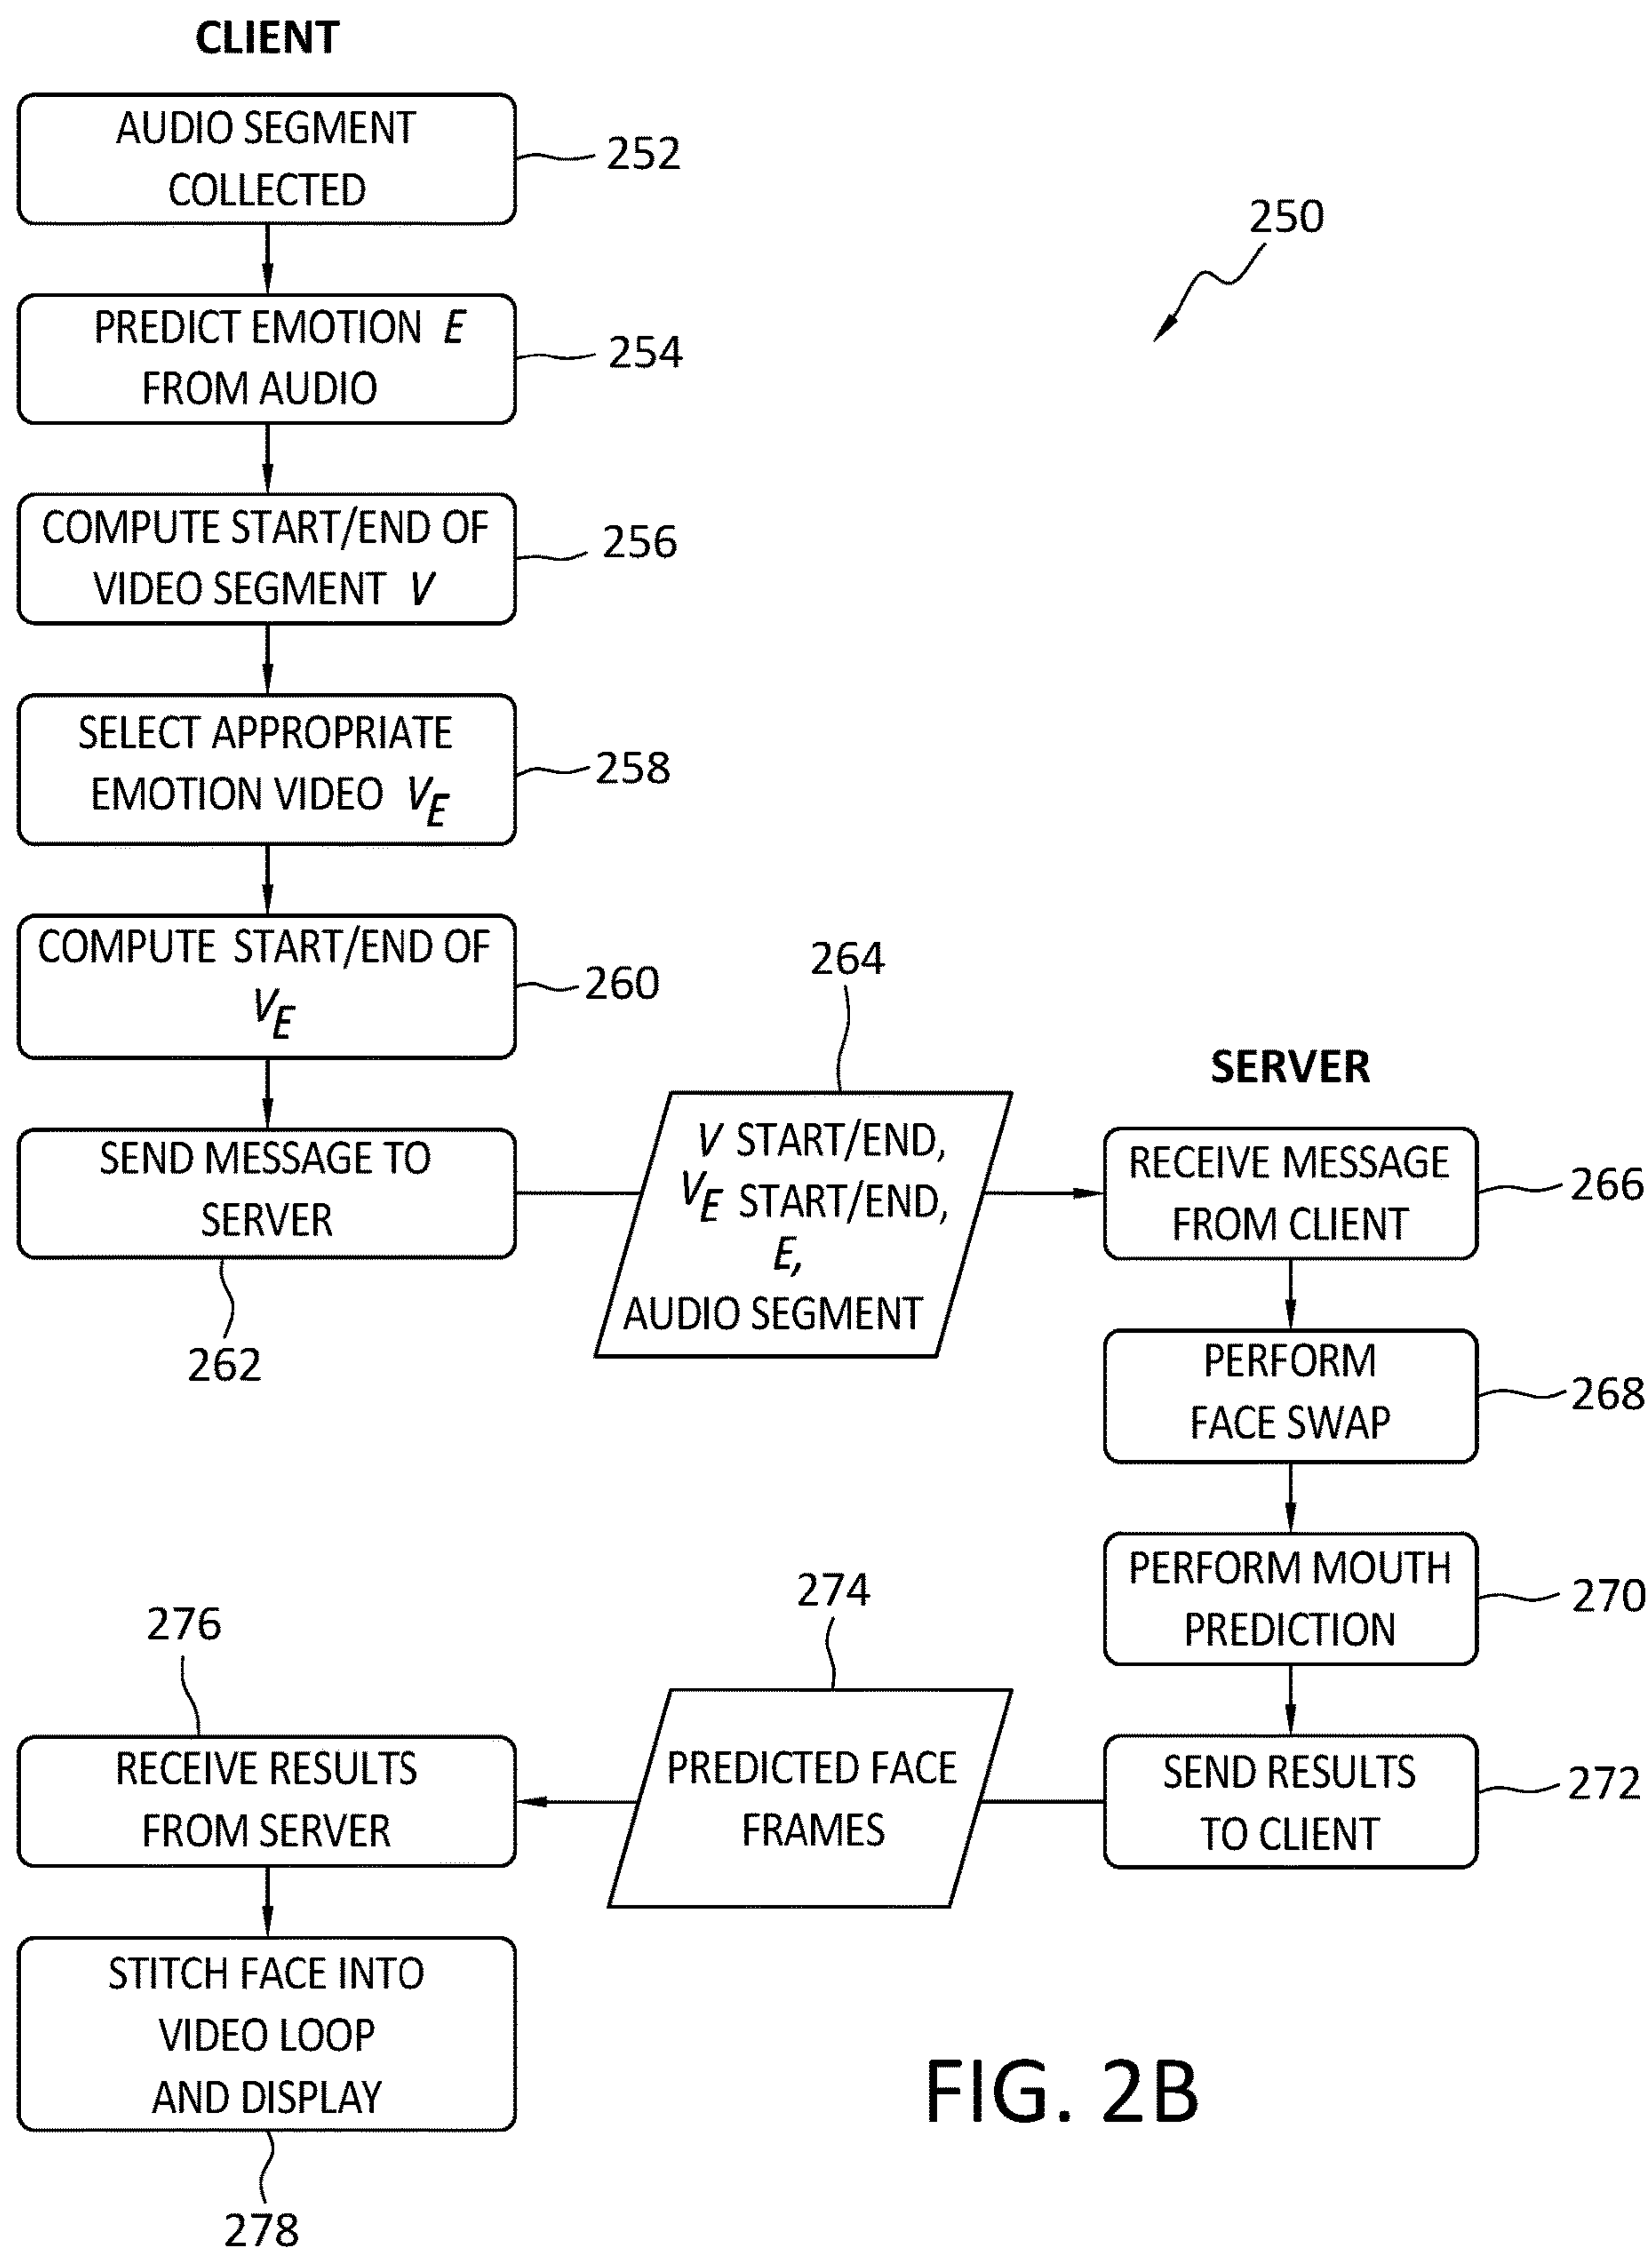 CLIENT
AUDIO SEGMENT
COLLECTED
252
250
PREDICT EMOTION E
FROM AUDIO
254
COMPUTE START/END OF
VIDEO SEGMENT V
256
SELECT APPROPRIATE
EMOTION VIDEO VE
258
COMPUTE START/END OF
VE
260
SEND MESSAGE TO
SERVER
262
264
V START/END,
VE START/END,
E,
AUDIO SEGMENT
SERVER
RECEIVE MESSAGE
FROM CLIENT
266
PERFORM
FACE SWAP
268
PERFORM MOUTH
PREDICTION
270
SEND RESULTS
TO CLIENT
272
274
PREDICTED FACE
FRAMES
276
RECEIVE RESULTS
FROM SERVER
STITCH FACE INTO
VIDEO LOOP
AND DISPLAY
278
FIG. 2B